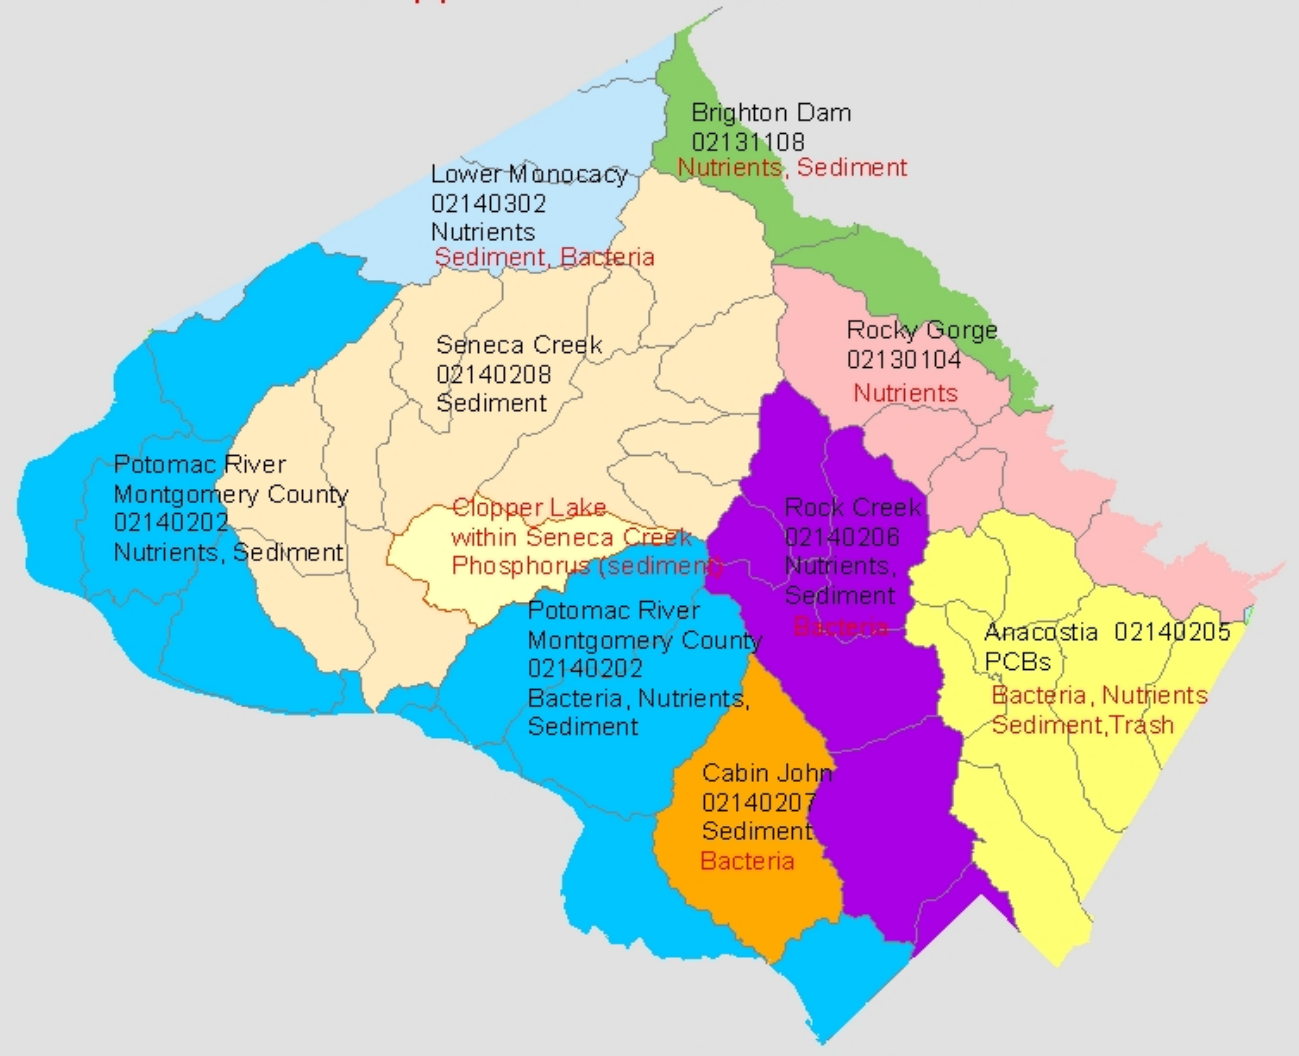 Brighton Dam
02131108
Nutrients, Sediment
Lower Monocacy
02140302
Nutrients
Sediment, Bacteria
Rocky Gorge
02130104
Nutrients
Seneca Creek
02140208
Sediment
Potomac River
Montgomery County
02140202
Nutrients, Sediment
Clopper Lake
within Seneca Creek
Phosphorus (sediment)
Rock Creek
02140206
Nutrients,
Sediment
Bacteria
Potomac River
Montgomery County
02140202
Bacteria, Nutrients,
Sediment
Anacostia 02140205
PCBs
Bacteria, Nutrients
Sediment,Trash
Cabin John
02140207
Sediment
Bacteria